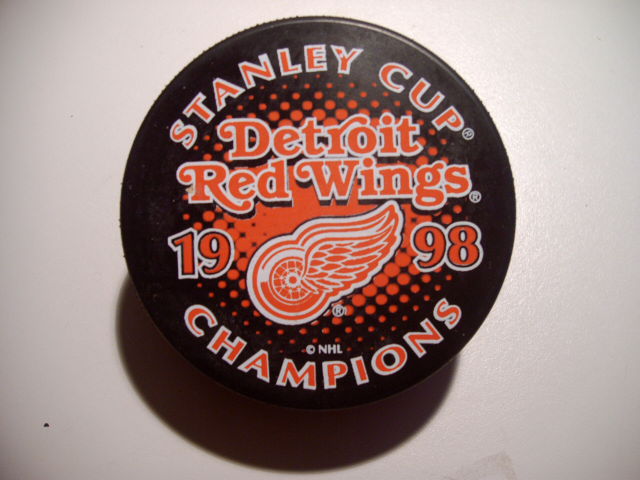 STANLEY CUP®
Detroit
Red Wings®
19 98
®
© NHL
CHAMPIONS